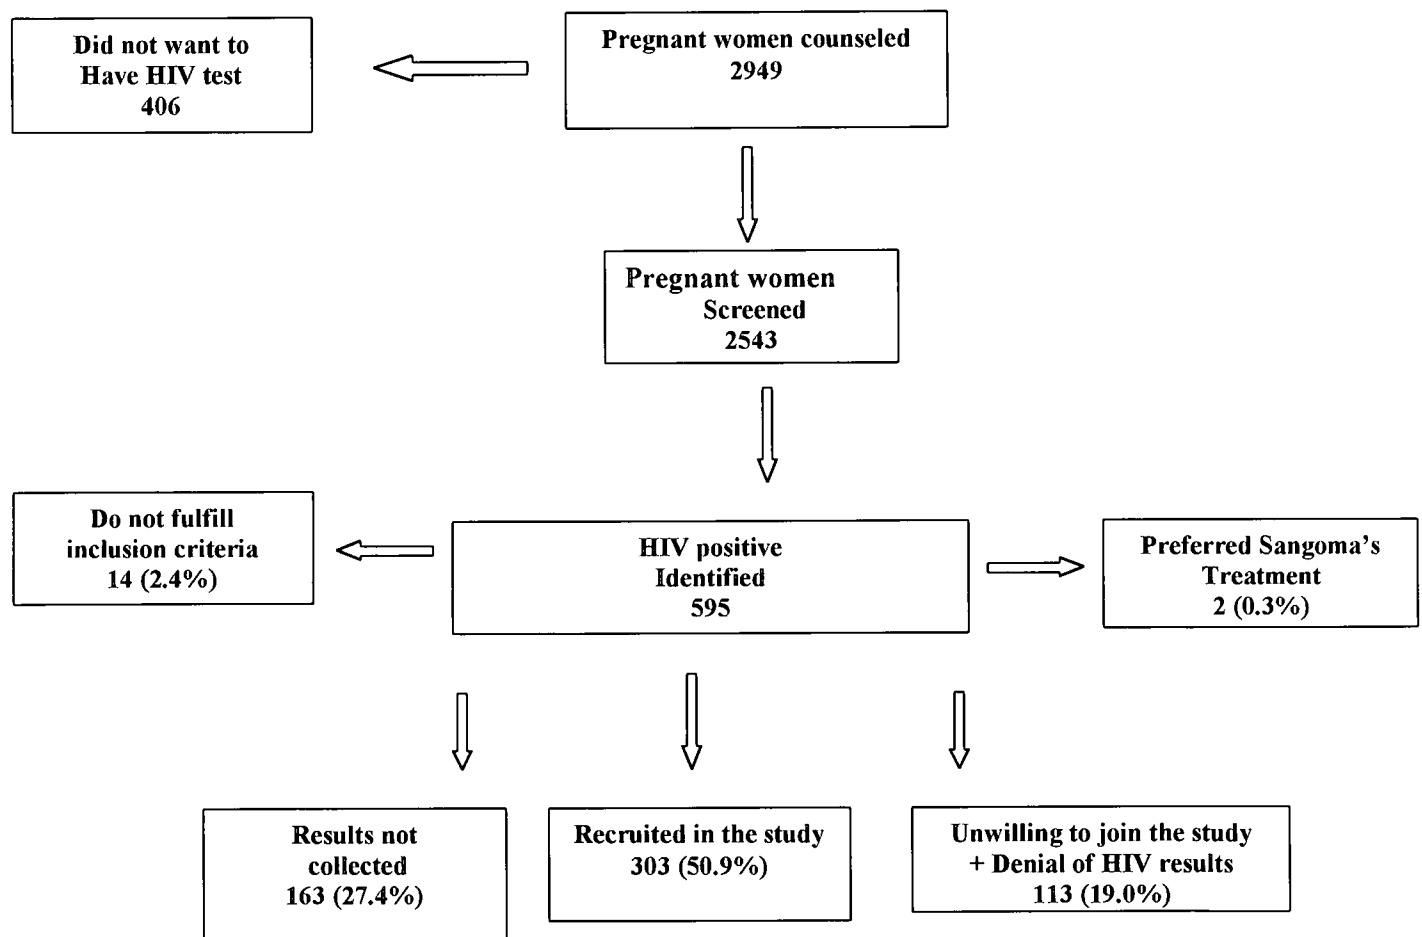 Did not want to
Have HIV test
406
Pregnant women counseled
2949
Pregnant women
Screened
2543
Do not fulfill
inclusion criteria
14 (2.4%)
HIV positive
Identified
595
Preferred Sangoma's
Treatment
2 (0.3%)
Results not
collected
163 (27.4%)
Recruited in the study
303 (50.9%)
Unwilling to join the study
+ Denial of HIV results
113 (19.0%)